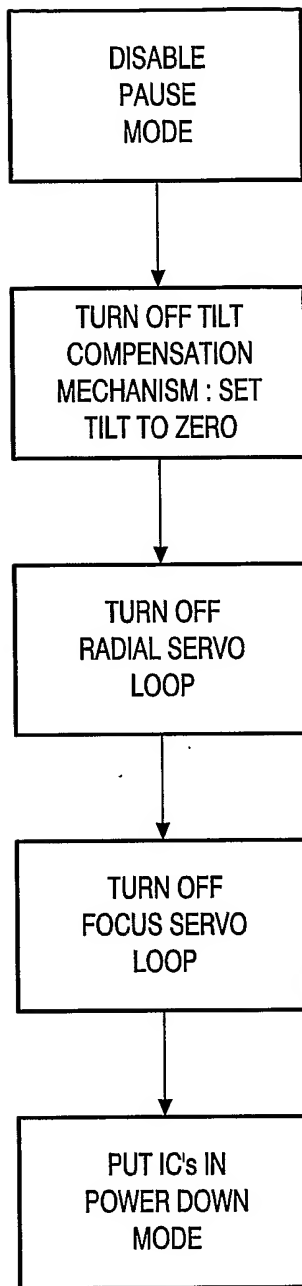 DISABLE
PAUSE
MODE
TURN OFF TILT
COMPENSATION
MECHANISM : SET
TILT TO ZERO
TURN OFF
RADIAL SERVO
LOOP
TURN OFF
FOCUS SERVO
LOOP
PUT IC's IN
POWER DOWN
MODE